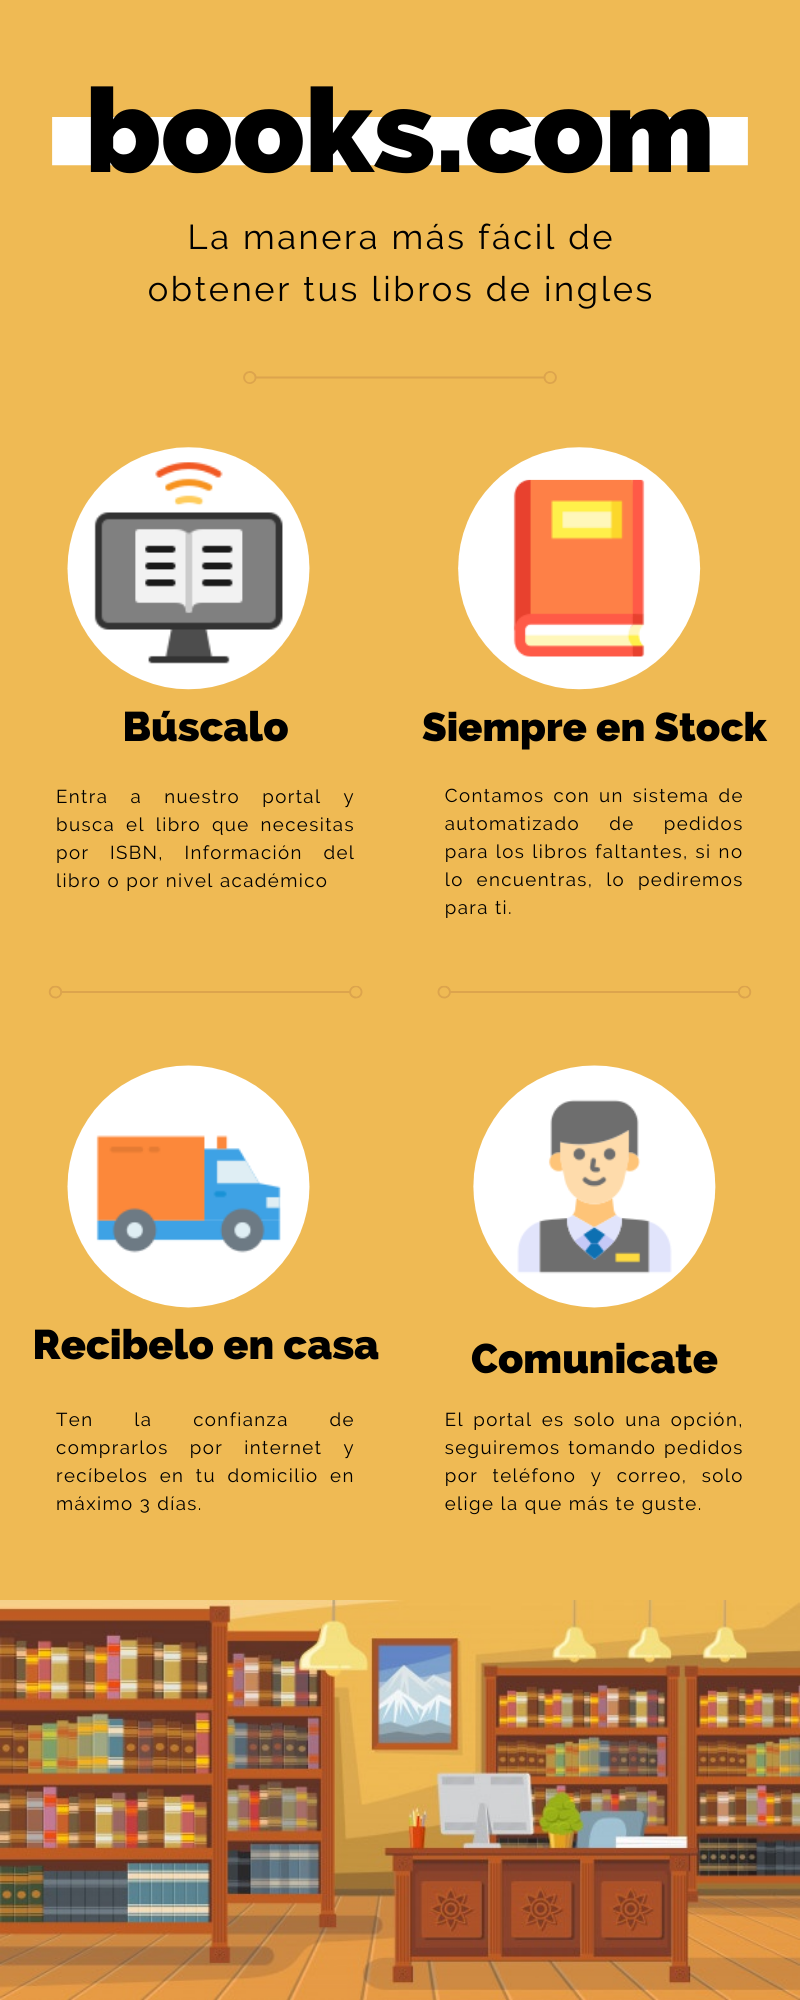 books.com
La manera más fácil de
obtener tus libros de ingles
Búscalo
Entra a nuestro portal y
busca el libro que necesitas
por ISBN, Información del
libro o por nivel académico
Siempre en Stock
Contamos con un sistema de
automatizado de pedidos
para los libros faltantes, si no
lo encuentras, lo pediremos
para ti.
Recibelo en casa
Ten la confianza de
comprarlos por internet y
recíbelos en tu domicilio en
máximo 3 días.
Comunicate
El portal es solo una opción,
seguiremos tomando pedidos
por teléfono y correo, solo
elige la que más te guste.